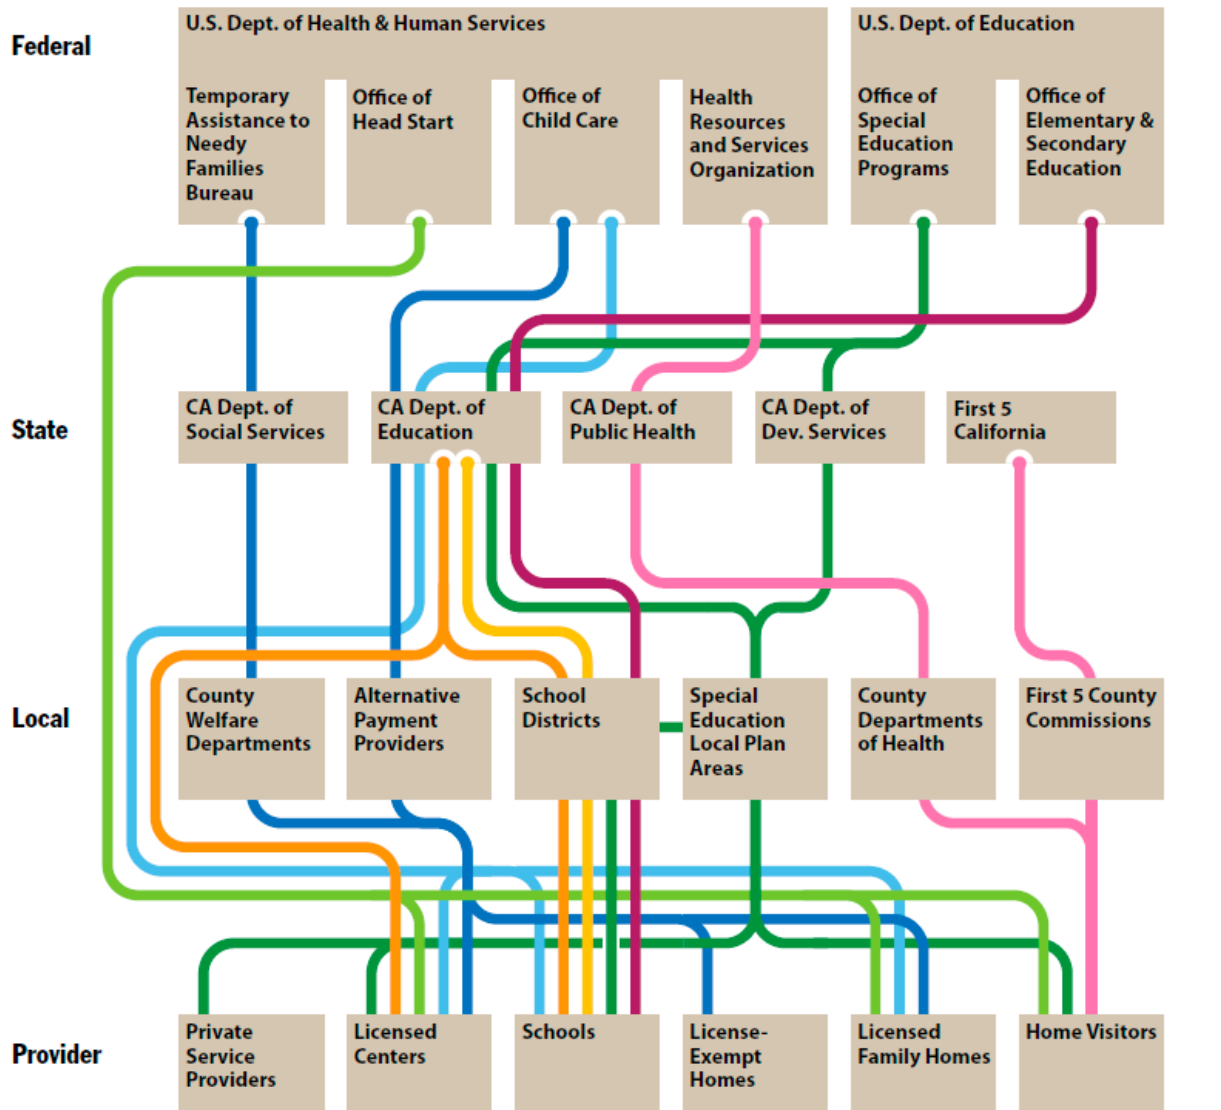 Federal
U.S. Dept. of Health & Human Services
U.S. Dept. of Education
Temporary
Assistance to
Needy
Families
Bureau
Office of
Head Start
Office of
Child Care
Health
Resources
and Services
Organization
Office of
Special
Education
Programs
Office of
Elementary &
Secondary
Education
State
CA Dept. of
Social Services
CA Dept. of
Education
CA Dept. of
Public Health
CA Dept. of
Dev. Services
First 5
California
Local
County
Welfare
Departments
Alternative
Payment
Providers
School
Districts
Special
Education
Local Plan
Areas
County
Departments
of Health
First 5 County
Commissions
Provider
Private
Service
Providers
Licensed
Centers
Schools
License-
Exempt
Homes
Licensed
Family Homes
Home Visitors